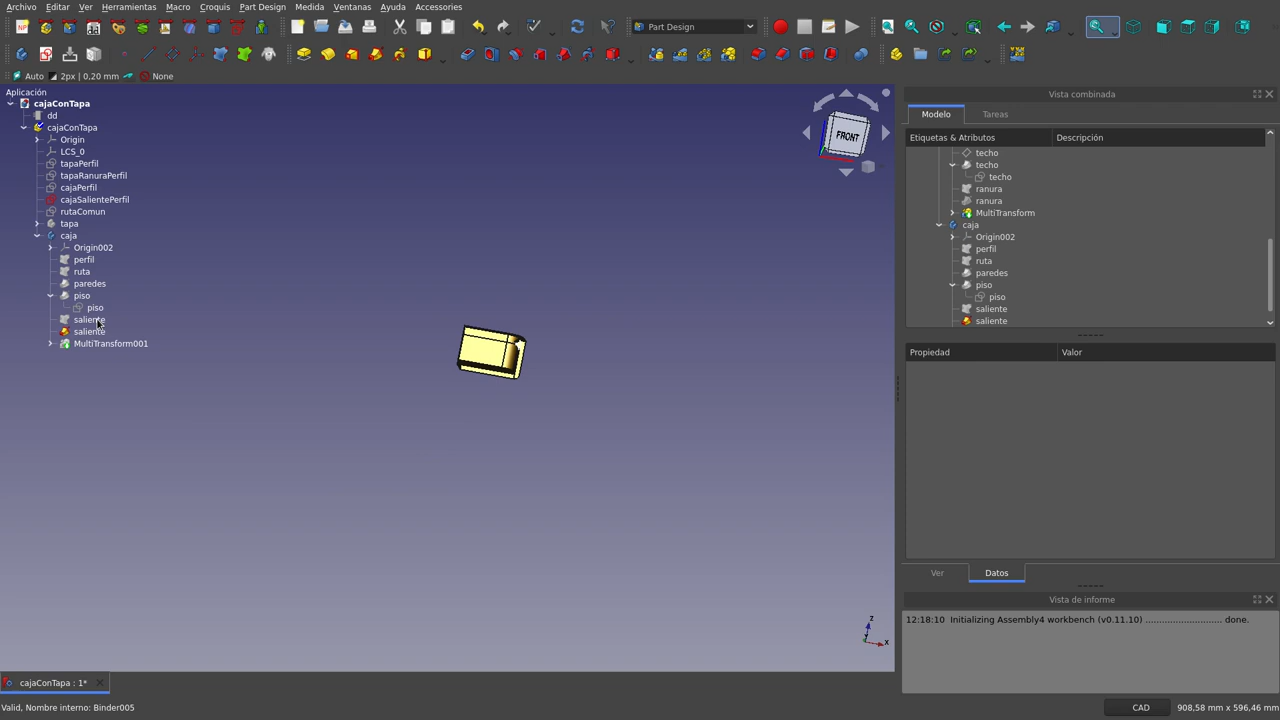 Archivo Editar Ver Herramientas Macro Croquis Part Design Medida Ventanas Ayuda Accessories
Part Design
Auto 2px | 0,20 mm None
Aplicación
cajaConTapa
dd
cajaConTapa
Origin
LCS_0
tapaPerfil
tapaRanuraPerfil
cajaPerfil
cajaSalientePerfil
rutaComun
tapa
caja
Origin002
perfil
ruta
paredes
piso
piso
saliente
saliente
MultiTransform001
FRONT
z
x
cajaConTapa : 1*
Vista combinada
Modelo Tareas
Etiquetas & Atributos Descripción
techo
techo
techo
ranura
ranura
MultiTransform
caja
Origin002
perfil
ruta
paredes
piso
piso
saliente
saliente
Propiedad Valor
Ver Datos
Vista de informe
12:18:10 Initializing Assembly4 workbench (v0.11.10) ............................ done.
Valid, Nombre interno: Binder005
CAD 908,58 mm x 596,46 mm